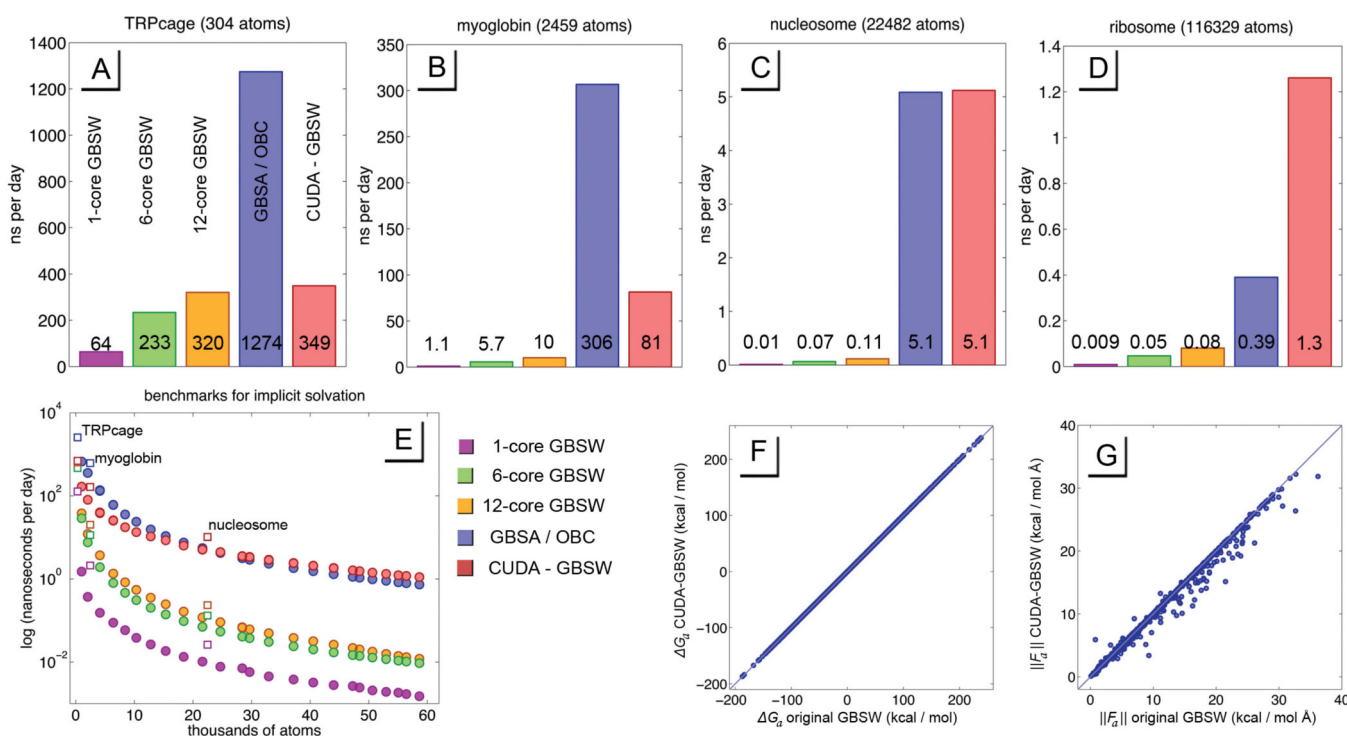 TRPcage (304 atoms)
A
ns per day
1400
1200
1000
800
600
400
200
0
1-core GBSW
6-core GBSW
12-core GBSW
GBSA / OBC
CUDA - GBSW
64
233
320
1274
349
myoglobin (2459 atoms)
B
ns per day
350
300
250
200
150
100
50
0
1.1
5.7
10
306
81
nucleosome (22482 atoms)
C
ns per day
6
5
4
3
2
1
0
0.01
0.07
0.11
5.1
5.1
ribosome (116329 atoms)
D
ns per day
1.4
1.2
1
0.8
0.6
0.4
0.2
0
0.009
0.05
0.08
0.39
1.3
benchmarks for implicit solvation
E
log (nanoseconds per day)
10^4
10^2
10^0
10^-2
TRPcage
myoglobin
nucleosome
0 10 20 30 40 50 60
thousands of atoms
1-core GBSW
6-core GBSW
12-core GBSW
GBSA / OBC
CUDA - GBSW
F
ΔG_a CUDA-GBSW (kcal / mol)
200
100
0
−100
−200
−200 −100 0 100 200
ΔG_a original GBSW (kcal / mol)
G
||F_a|| CUDA-GBSW (kcal / mol Å)
40
30
20
10
0
0 10 20 30 40
||F_a|| original GBSW (kcal / mol Å)